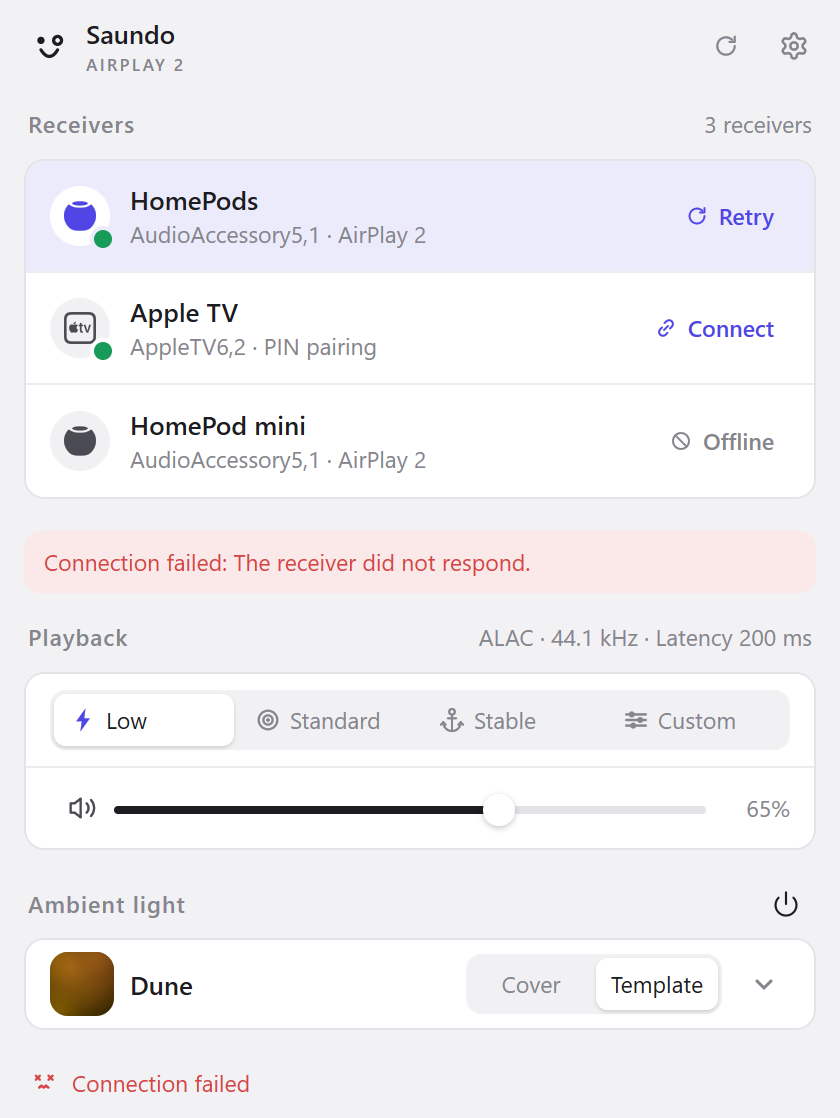 Saundo
AIRPLAY 2
Receivers
3 receivers
HomePods
AudioAccessory5,1 · AirPlay 2
Retry
Apple TV
AppleTV6,2 · PIN pairing
tv
Connect
HomePod mini
AudioAccessory5,1 · AirPlay 2
Offline
Connection failed: The receiver did not respond.
Playback
ALAC · 44.1 kHz · Latency 200 ms
Low
Standard
Stable
Custom
65%
Ambient light
Dune
Cover
Template
Connection failed